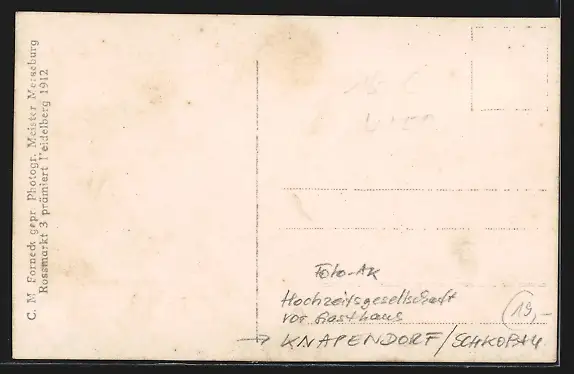 C. M. Forneck gepr. Photogr. Meister Merseburg
Rossmarkt 3 prämiert Heidelberg 1912
Foto-AK
Hochzeitsgesellschaft
vor Gasthaus
→ KNAPENDORF/SCHKOPAU
19,-